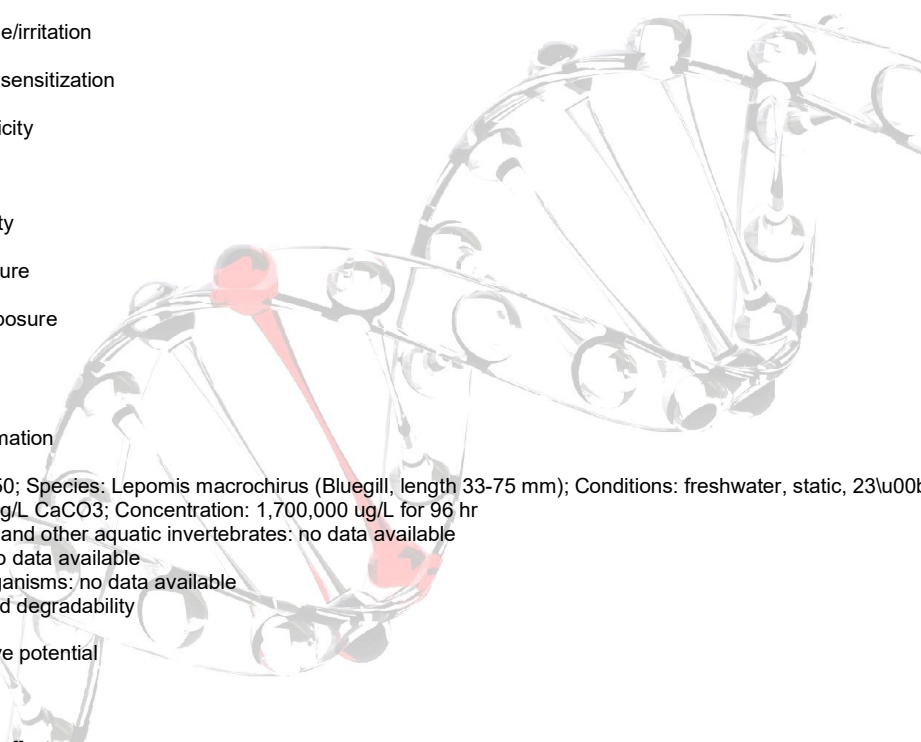 e/irritation
sensitization
icity
ty
ure
posure
mation
50; Species: Lepomis macrochirus (Bluegill, length 33-75 mm); Conditions: freshwater, static, 23\u00b
g/L CaCO3; Concentration: 1,700,000 ug/L for 96 hr
and other aquatic invertebrates: no data available
o data available
ganisms: no data available
d degradability
ve potential